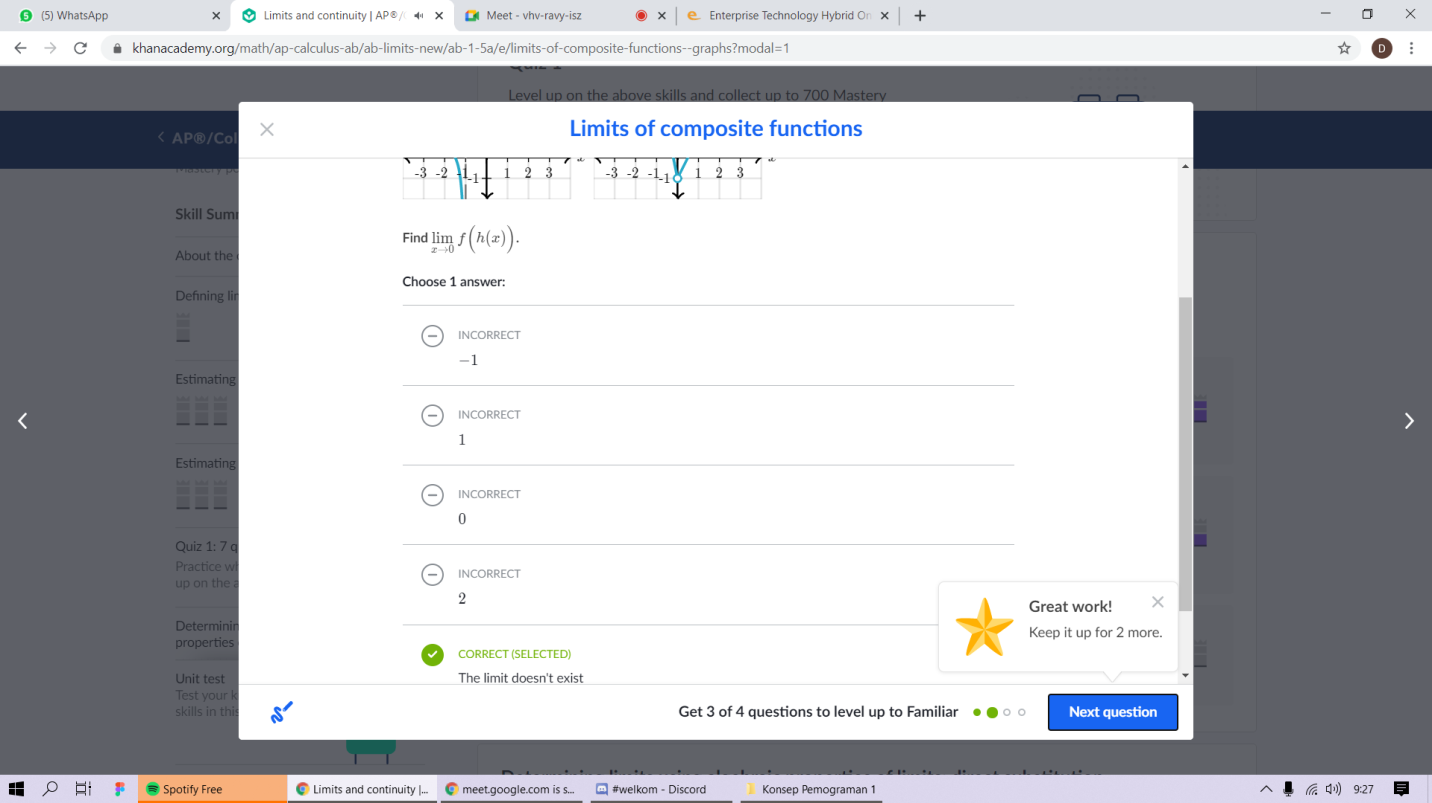 (5) WhatsApp
Limits and continuity | AP®/
Meet - vhv-ravy-isz
Enterprise Technology Hybrid On
khanacademy.org/math/ap-calculus-ab/ab-limits-new/ab-1-5a/e/limits-of-composite-functions--graphs?modal=1
D
Level up on the above skills and collect up to 700 Mastery
AP®/Col
Skill Sum
About the
Defining li
Estimating
Estimating
Quiz 1: 7 q
Practice w
up on the a
Determinin
properties
Unit test
Test your k
skills in this
Limits of composite functions
-3 -2 -1 1 2 3
-1
-3 -2 -1 1 2 3
-1
Find lim x→0 f(h(x)).
Choose 1 answer:
INCORRECT
−1
INCORRECT
1
INCORRECT
0
INCORRECT
2
CORRECT (SELECTED)
The limit doesn't exist
Great work!
Keep it up for 2 more.
Get 3 of 4 questions to level up to Familiar
Next question
Spotify Free
Limits and continuity |...
meet.google.com is s...
#welkom - Discord
Konsep Pemograman 1
9:27